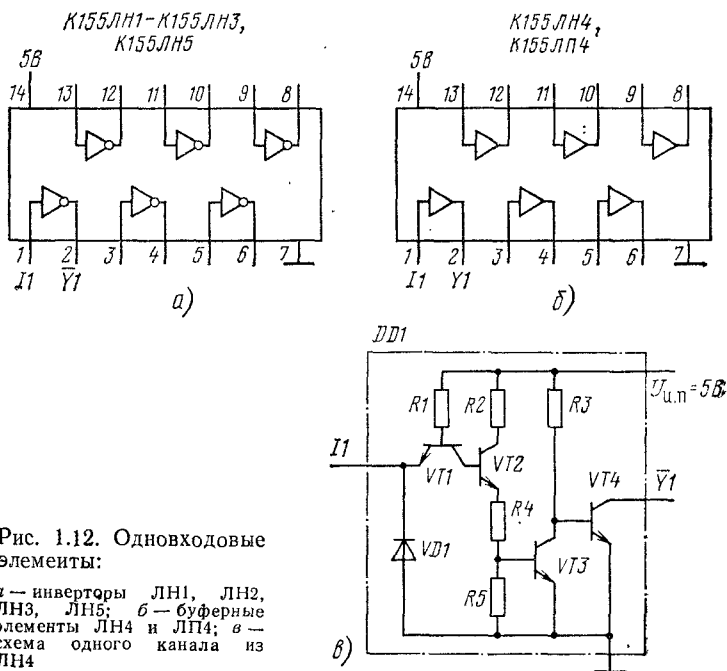 К155ЛН1-К155ЛН3,
К155ЛН5
5В
14 13 12 11 10 9 8
1 2 3 4 5 6 7
I1 Y̅1
а)
К155ЛН4,
К155ЛП4
5В
14 13 12 11 10 9 8
1 2 3 4 5 6 7
I1 Y1
б)
DD1
Uи.п=5В;
R1 R2 R3
I1
VT1 VT2 VT4 Y̅1
R4
VD1 VT3
R5
в)
Рис. 1.12. Одновходовые
элементы:
а — инверторы ЛН1, ЛН2,
ЛН3, ЛН5; б — буферные
элементы ЛН4 и ЛП4; в —
схема одного канала из
ЛН4